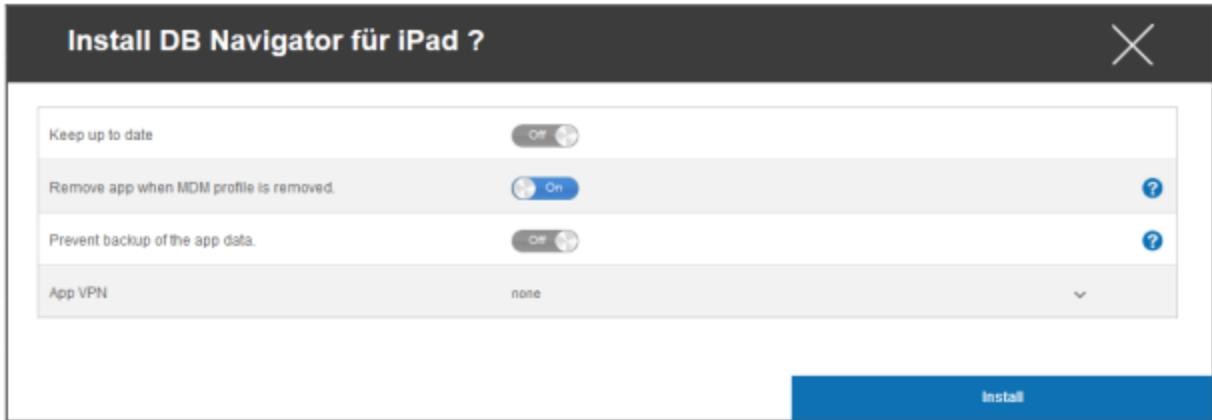 Install DB Navigator für iPad ?
Keep up to date Off
Remove app when MDM profile is removed. On ?
Prevent backup of the app data. Off ?
App VPN none
Install